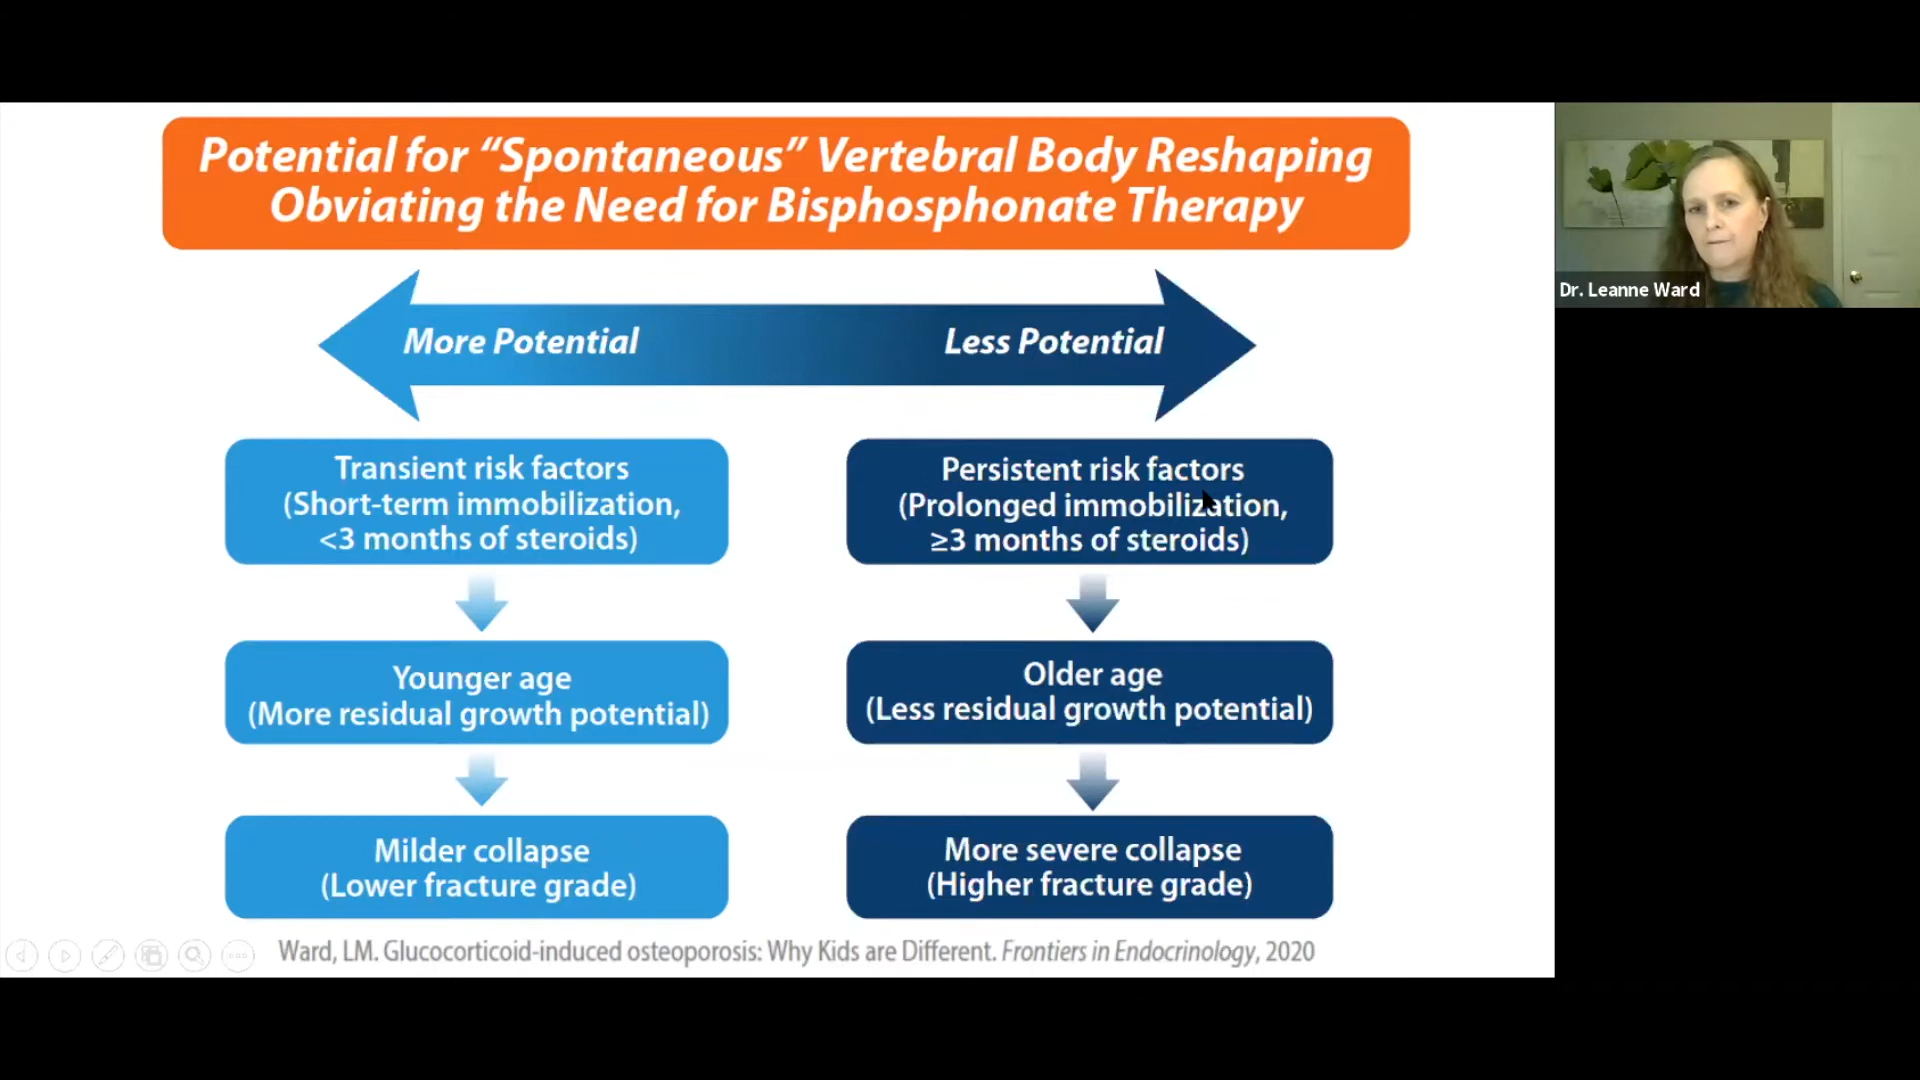 Potential for “Spontaneous” Vertebral Body Reshaping
Obviating the Need for Bisphosphonate Therapy
More Potential
Less Potential
Transient risk factors
(Short-term immobilization,
<3 months of steroids)
Persistent risk factors
(Prolonged immobilization,
≥3 months of steroids)
Younger age
(More residual growth potential)
Older age
(Less residual growth potential)
Milder collapse
(Lower fracture grade)
More severe collapse
(Higher fracture grade)
Ward, LM. Glucocorticoid-induced osteoporosis: Why Kids are Different. Frontiers in Endocrinology, 2020
Dr. Leanne Ward